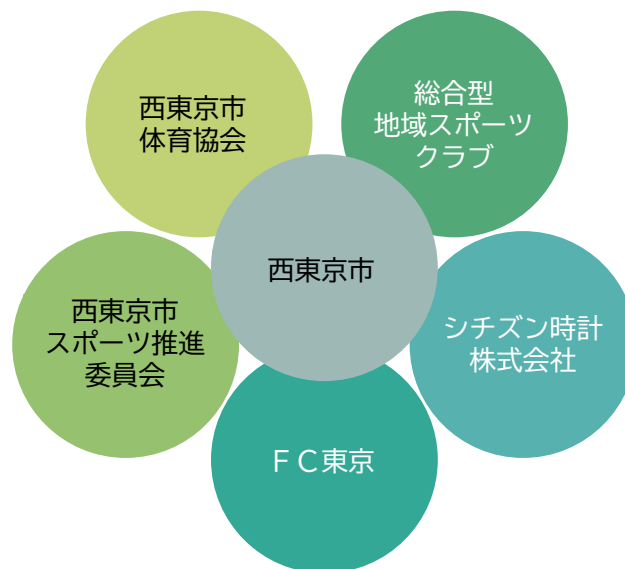 西東京市
体育協会
総合型
地域スポーツ
クラブ
西東京市
西東京市
スポーツ推進
委員会
シチズン時計
株式会社
ＦＣ東京